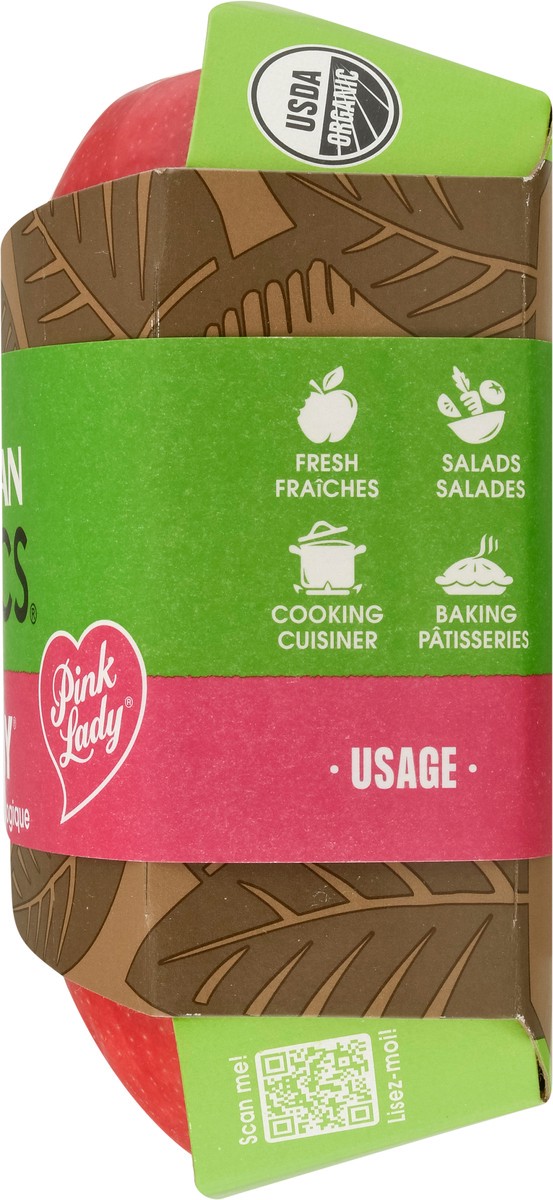 USDA
ORGANIC
AN
CS®
FRESH
FRAîCHES
SALADS
SALADES
COOKING
CUISINER
BAKING
PÂTISSERIES
Pink
Lady®
Y®
ogique
· USAGE ·
Scan me!
Lisez-moi!